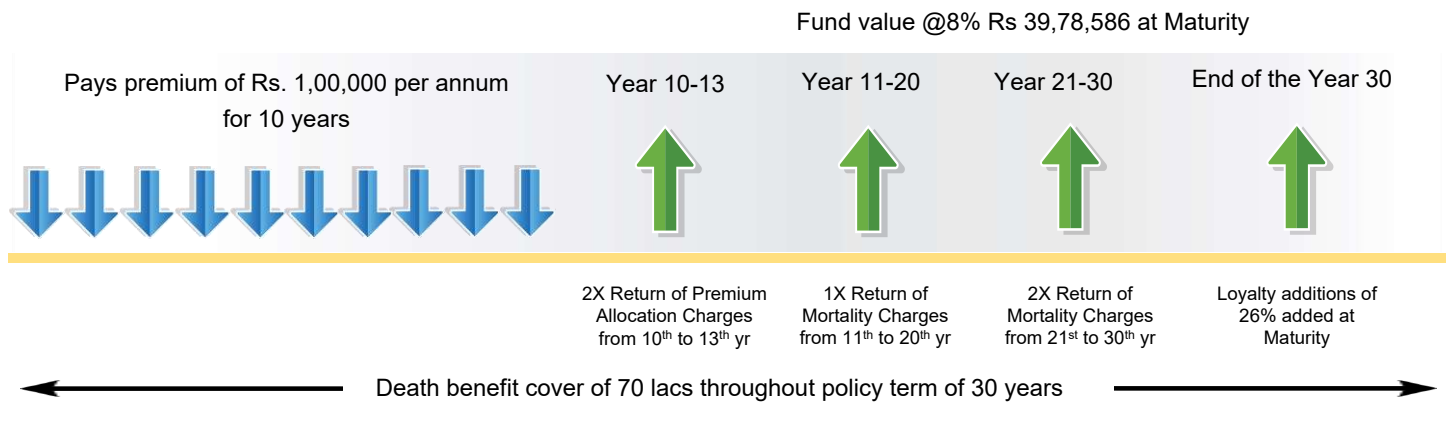 Fund value @8% Rs 39,78,586 at Maturity
Pays premium of Rs. 1,00,000 per annum
for 10 years
Year 10-13
Year 11-20
Year 21-30
End of the Year 30
2X Return of Premium
Allocation Charges
from 10th to 13th yr
1X Return of
Mortality Charges
from 11th to 20th yr
2X Return of
Mortality Charges
from 21st to 30th yr
Loyalty additions of
26% added at
Maturity
Death benefit cover of 70 lacs throughout policy term of 30 years